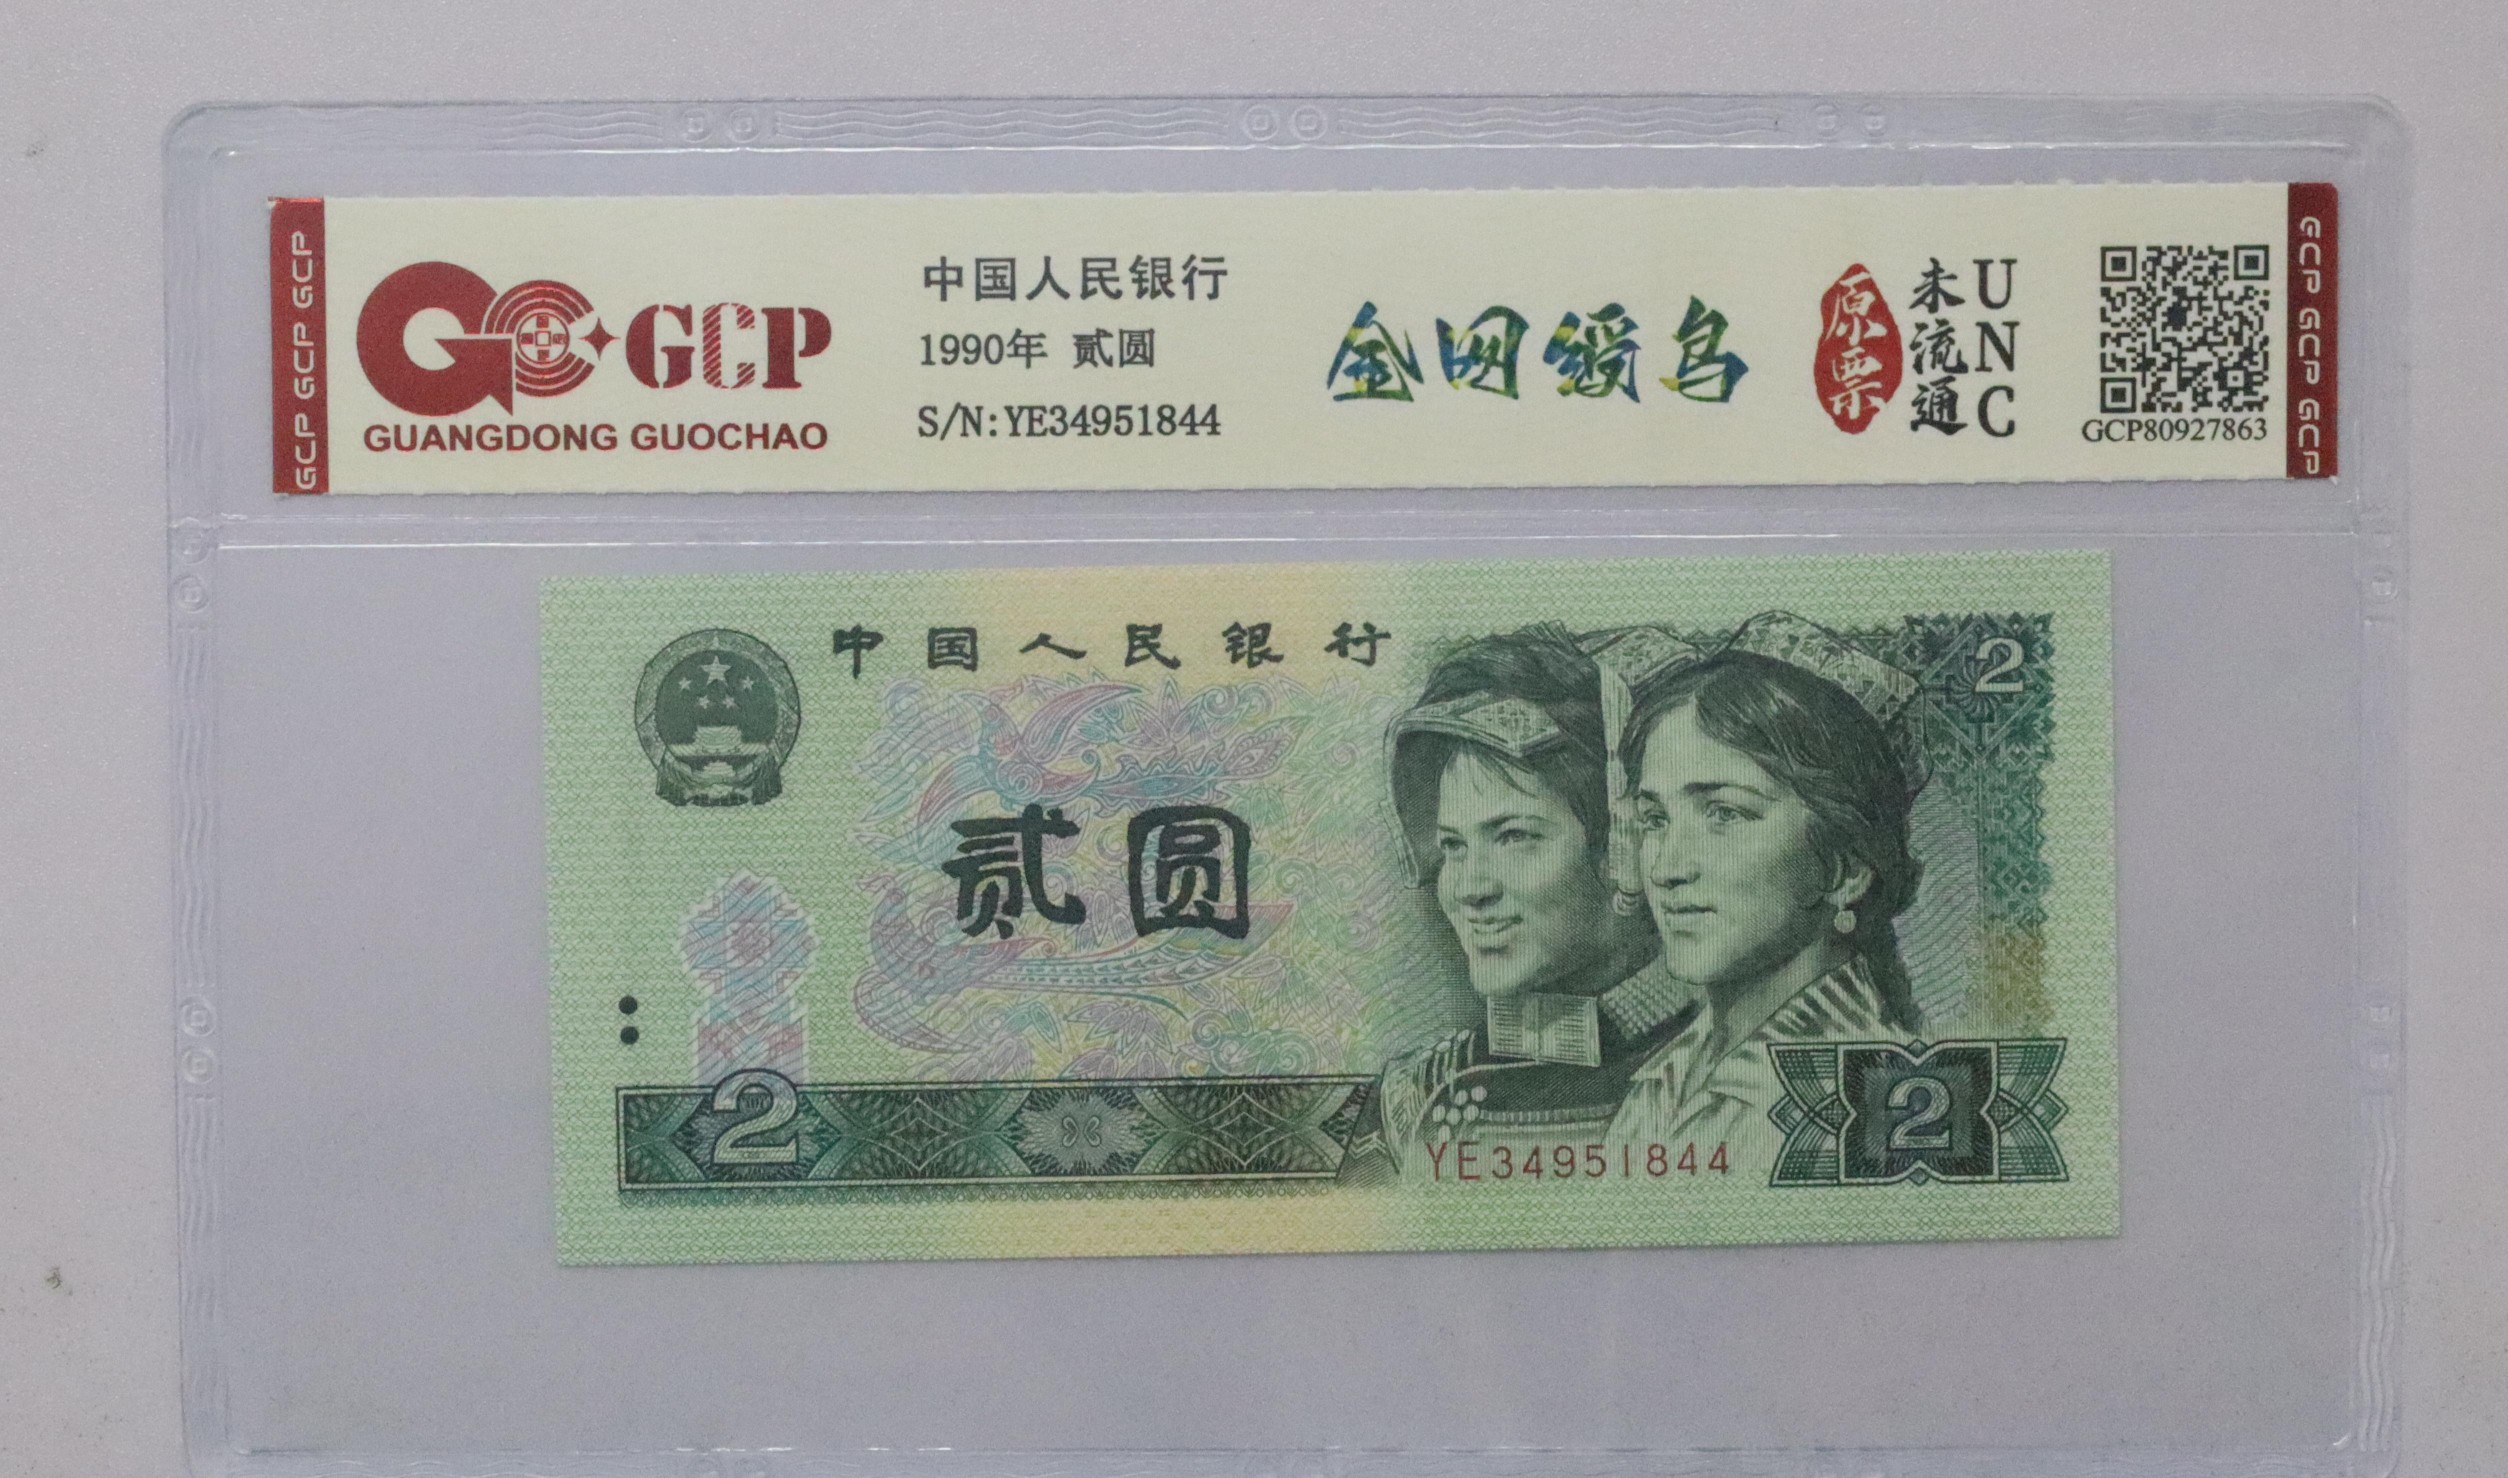 GCP GCP GCP
GCP
GUANGDONG GUOCHAO
中国人民银行
1990年 贰圆
S/N:YE34951844
金网绶鸟
原票
未流通
UNC
GCP80927863
GCP GCP GCP
中国人民银行
2
贰圆
2
YE34951844
2